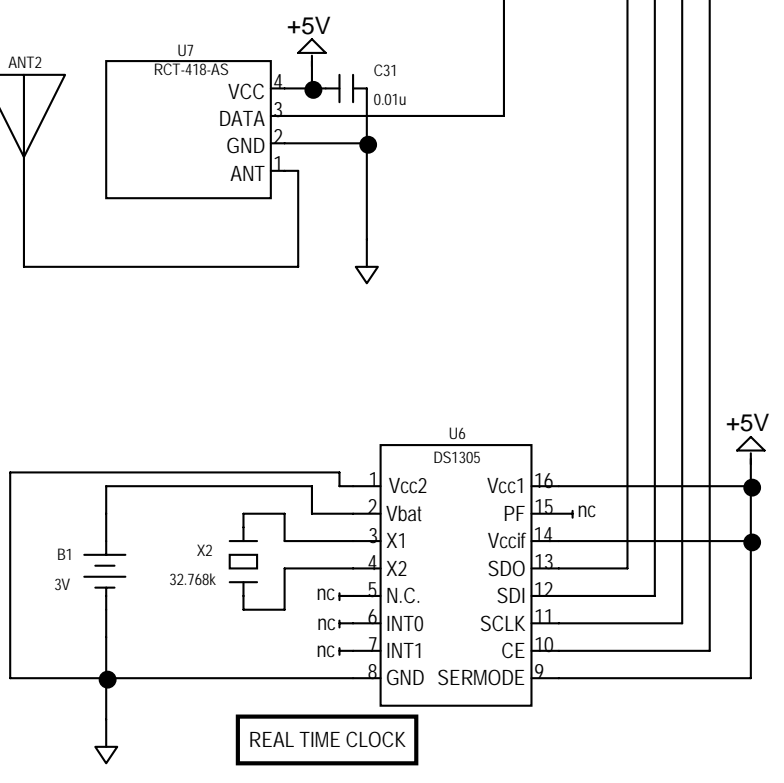 +5V
U7
RCT-418-AS
ANT2
C31
0.01u
VCC 4
DATA 3
GND 2
ANT 1
+5V
U6
DS1305
1 Vcc2 Vcc1 16
2 Vbat PF 15 nc
3 X1 Vccif 14
4 X2 SDO 13
nc 5 N.C. SDI 12
nc 6 INT0 SCLK 11
nc 7 INT1 CE 10
8 GND SERMODE 9
B1
3V
X2
32.768k
REAL TIME CLOCK